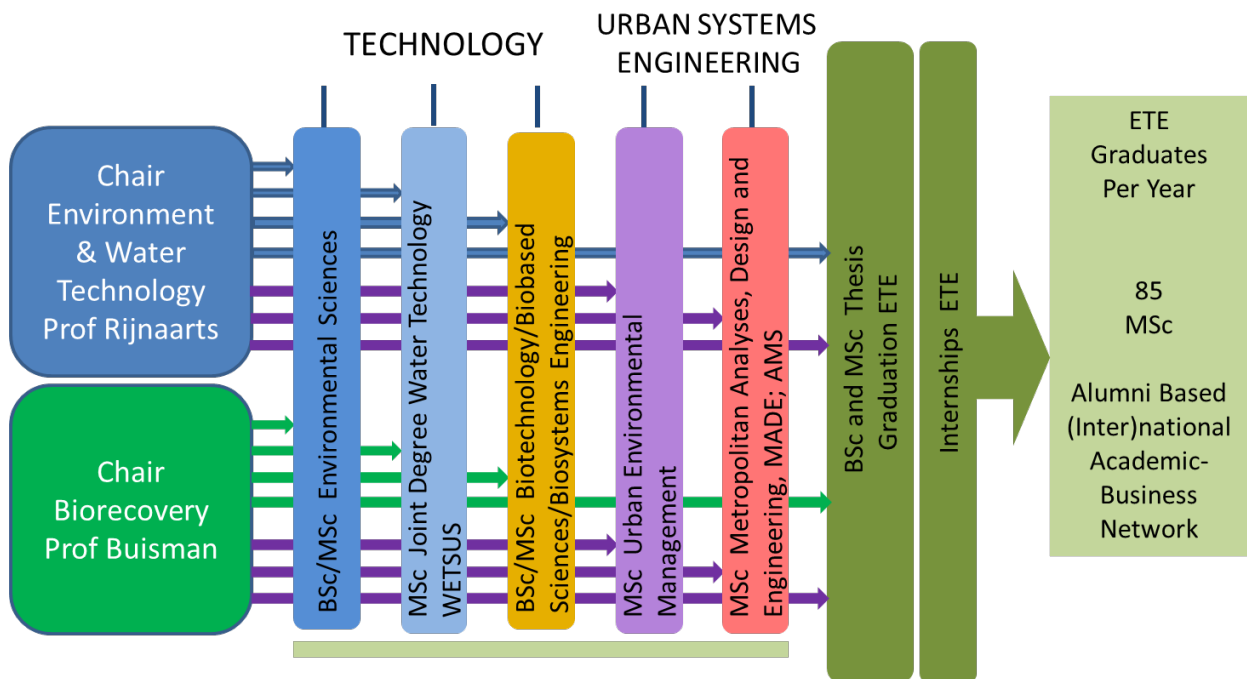 TECHNOLOGY
URBAN SYSTEMS
ENGINEERING
Chair
Environment
& Water
Technology
Prof Rijnaarts
Chair
Biorecovery
Prof Buisman
BSc/MSc Environmental Sciences
MSc Joint Degree Water Technology
WETSUS
BSc/MSc Biotechnology/Biobased
Sciences/Biosystems Engineering
MSc Urban Environmental
Management
MSc Metropolitan Analyses, Design and
Engineering, MADE; AMS
BSc and MSc Thesis
Graduation ETE
Internships ETE
ETE
Graduates
Per Year
85
MSc
Alumni Based
(Inter)national
Academic-
Business
Network